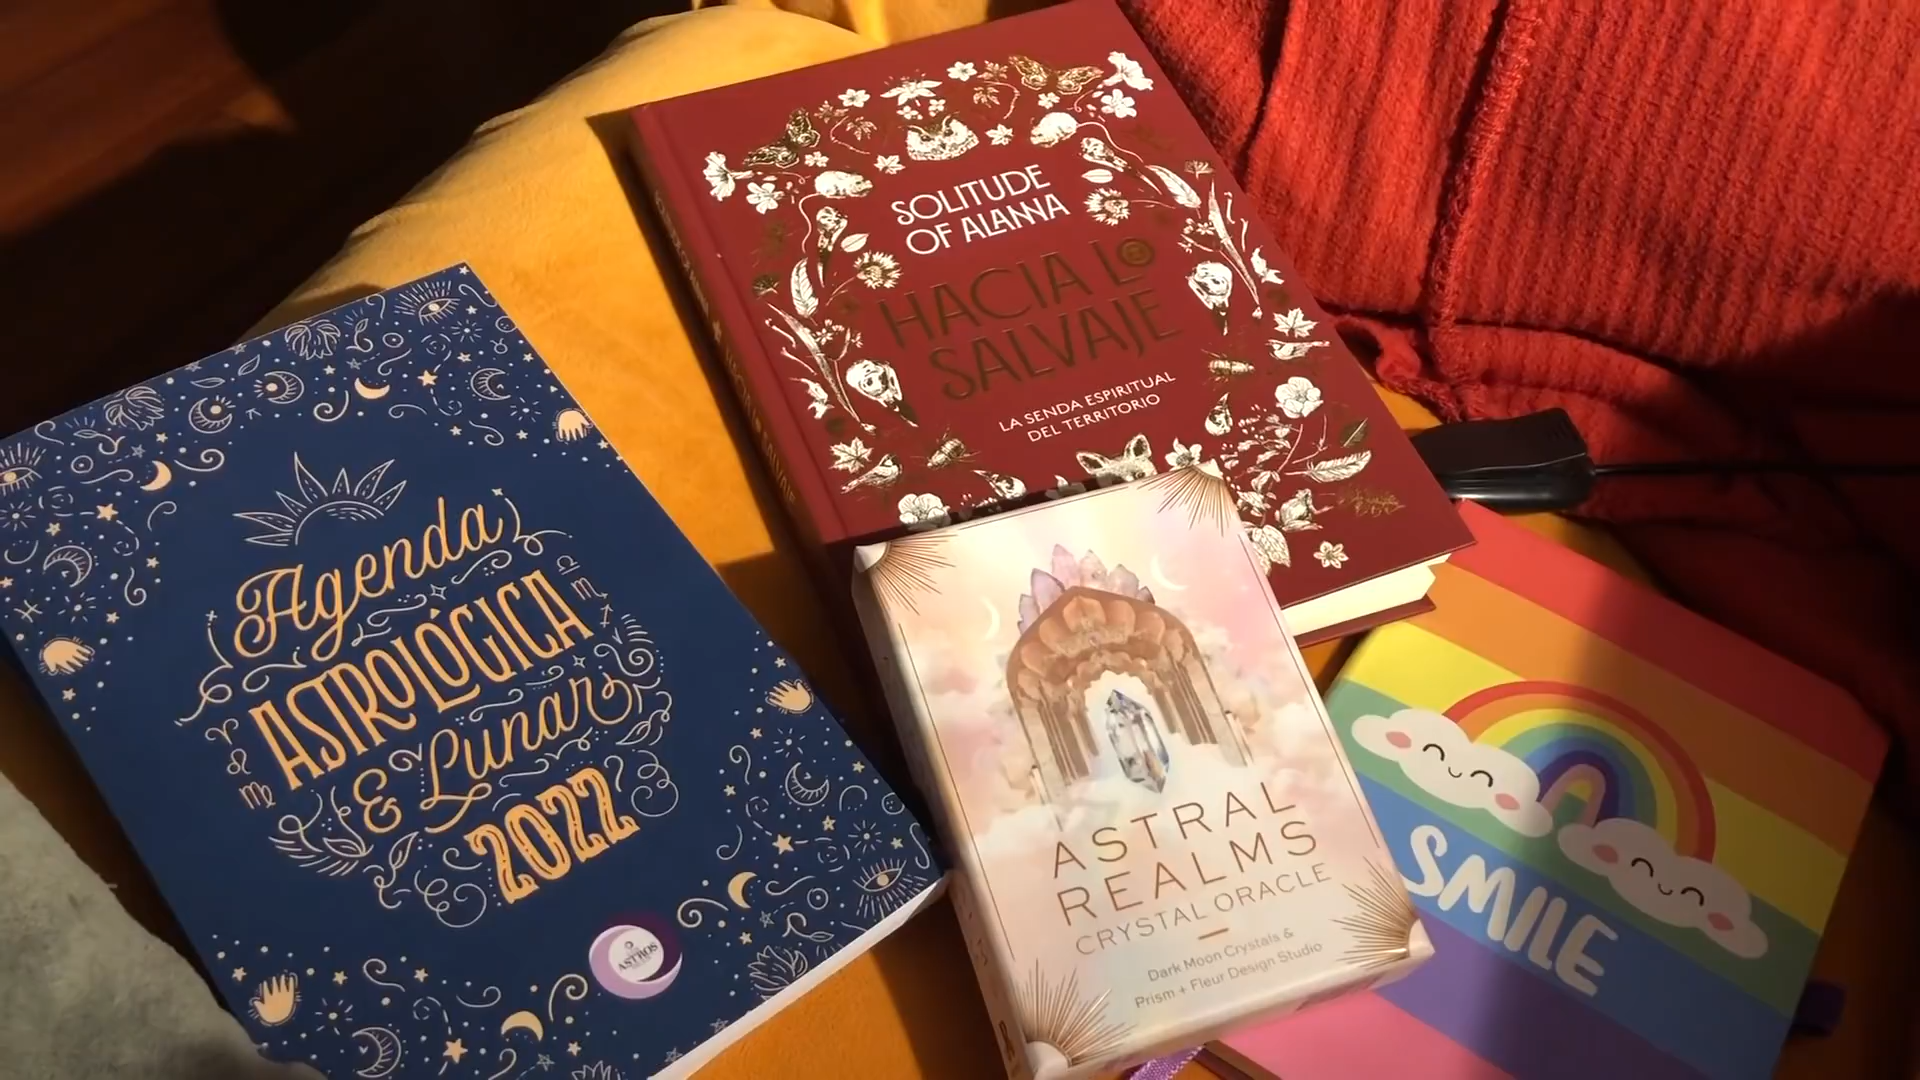 Agenda
ASTROLÓGICA
& Lunar
2022
ASTROS
SOLITUDE
OF ALANNA
HACIA LO
SALVAJE
LA SENDA ESPIRITUAL
DEL TERRITORIO
ASTRAL
REALMS
CRYSTAL ORACLE
Dark Moon Crystals &
Prism + Fleur Design Studio
SMILE